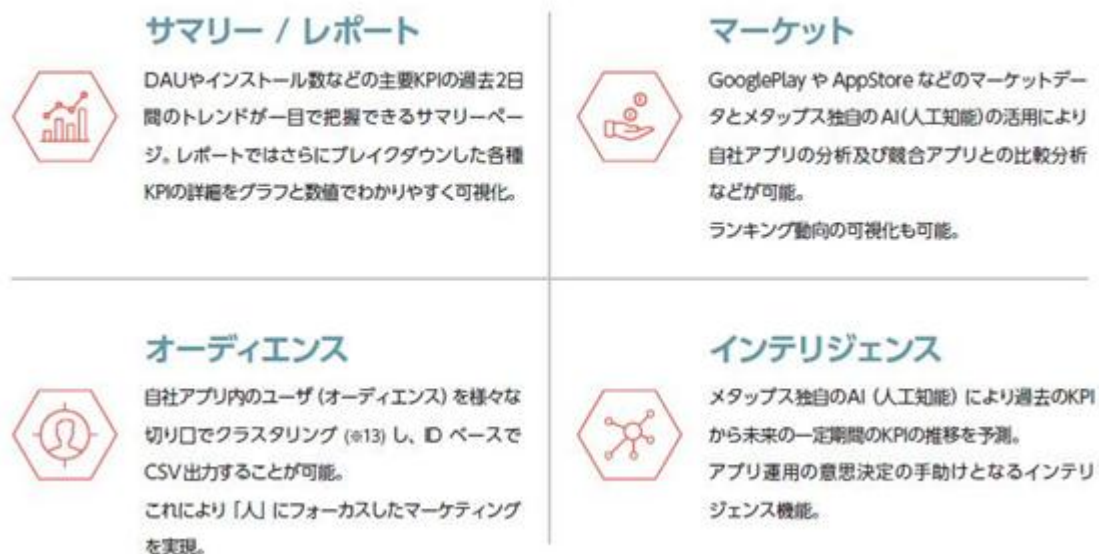 サマリー / レポート
DAUやインストール数などの主要KPIの過去2日
間のトレンドが一目で把握できるサマリーペー
ジ。レポートではさらにブレイクダウンした各種
KPIの詳細をグラフと数値でわかりやすく可視化。
マーケット
GooglePlay や AppStore などのマーケットデー
タとメタップス独自のAI(人工知能)の活用により
自社アプリの分析及び競合アプリとの比較分析
などが可能。
ランキング動向の可視化も可能。
オーディエンス
自社アプリ内のユーザ (オーディエンス) を様々な
切り口でクラスタリング (※13) し、ID ベースで
CSV出力することが可能。
これにより「人」にフォーカスしたマーケティング
を実現。
インテリジェンス
メタップス独自のAI (人工知能) により過去のKPI
から未来の一定期間のKPIの推移を予測。
アプリ運用の意思決定の手助けとなるインテリ
ジェンス機能。